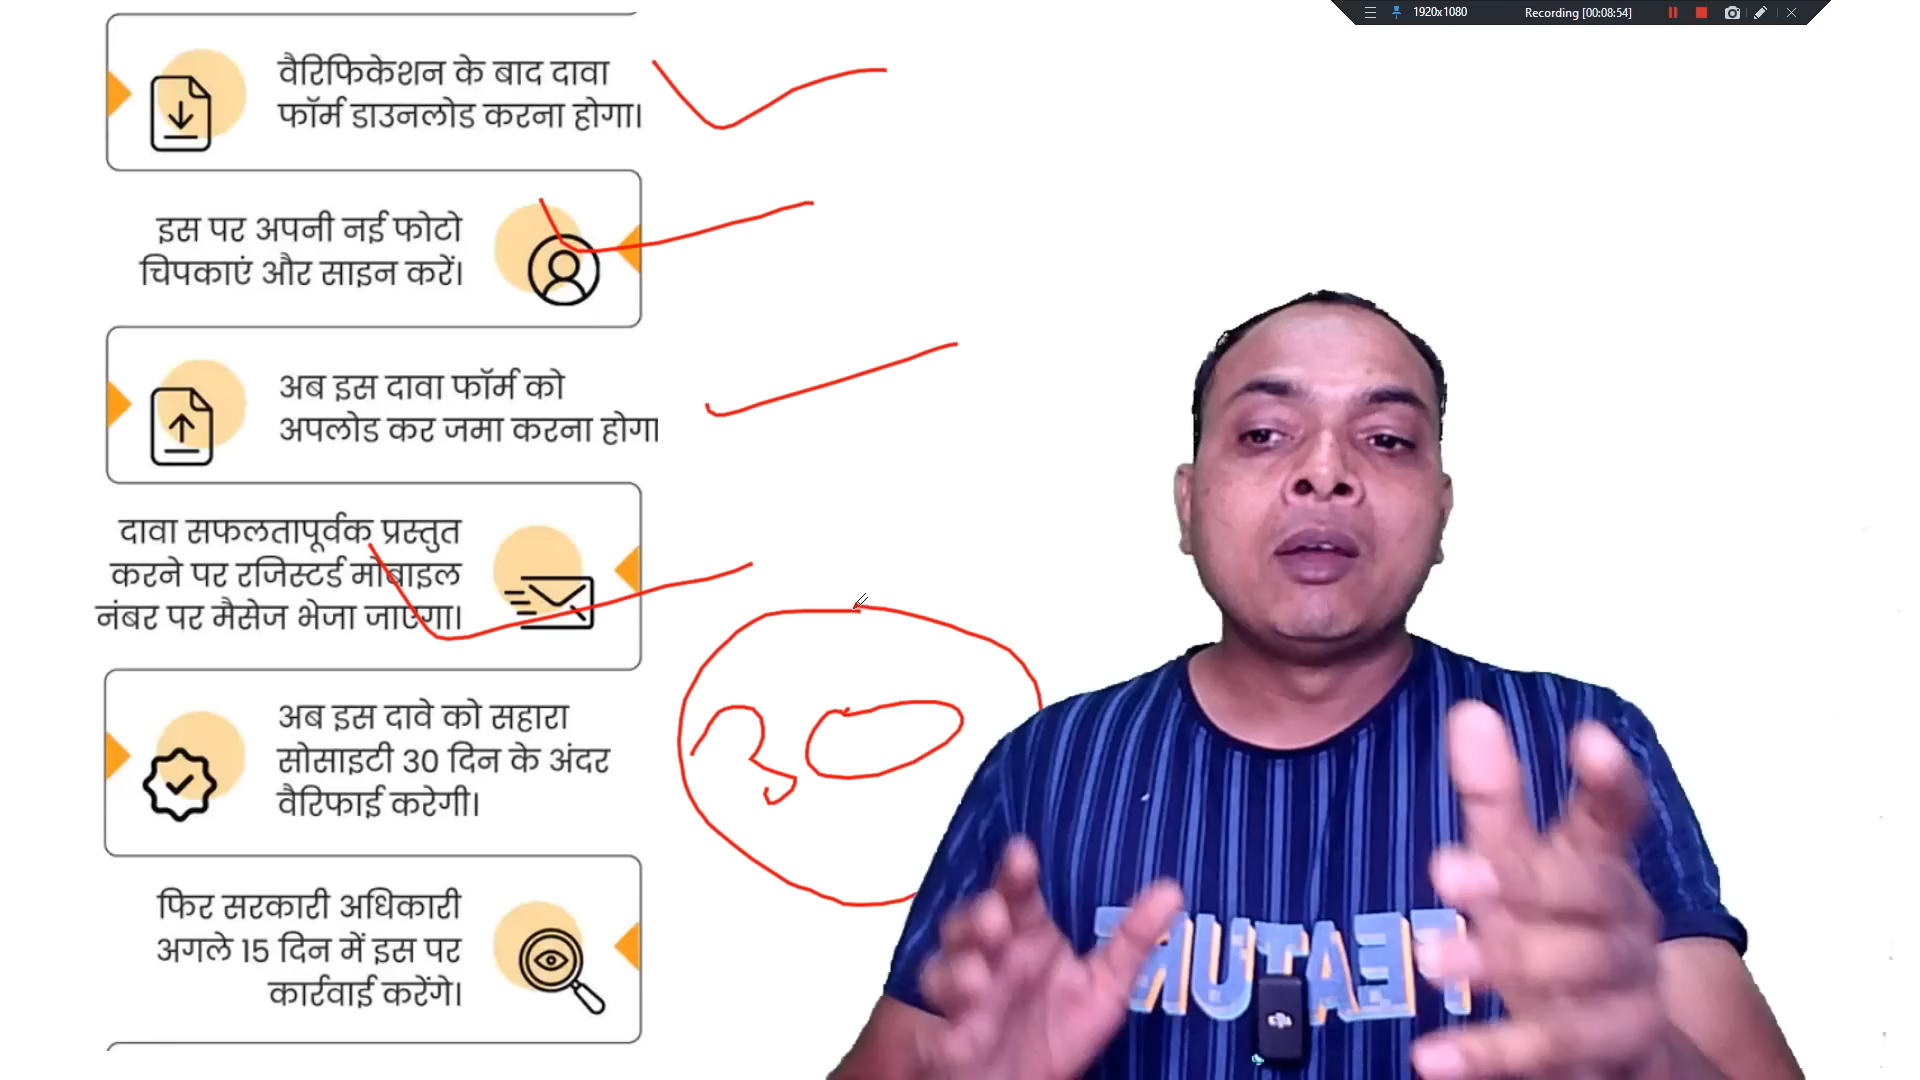 1920x1080
Recording [00:08:54]
वैरिफिकेशन के बाद दावा
फॉर्म डाउनलोड करना होगा।
इस पर अपनी नई फोटो
चिपकाएं और साइन करें।
अब इस दावा फॉर्म को
अपलोड कर जमा करना होगा
दावा सफलतापूर्वक प्रस्तुत
करने पर रजिस्टर्ड मोबाइल
नंबर पर मैसेज भेजा जाएगा।
अब इस दावे को सहारा
सोसाइटी 30 दिन के अंदर
वैरिफाई करेगी।
30
फिर सरकारी अधिकारी
अगले 15 दिन में इस पर
कार्रवाई करेंगे।
FEATURE
dji